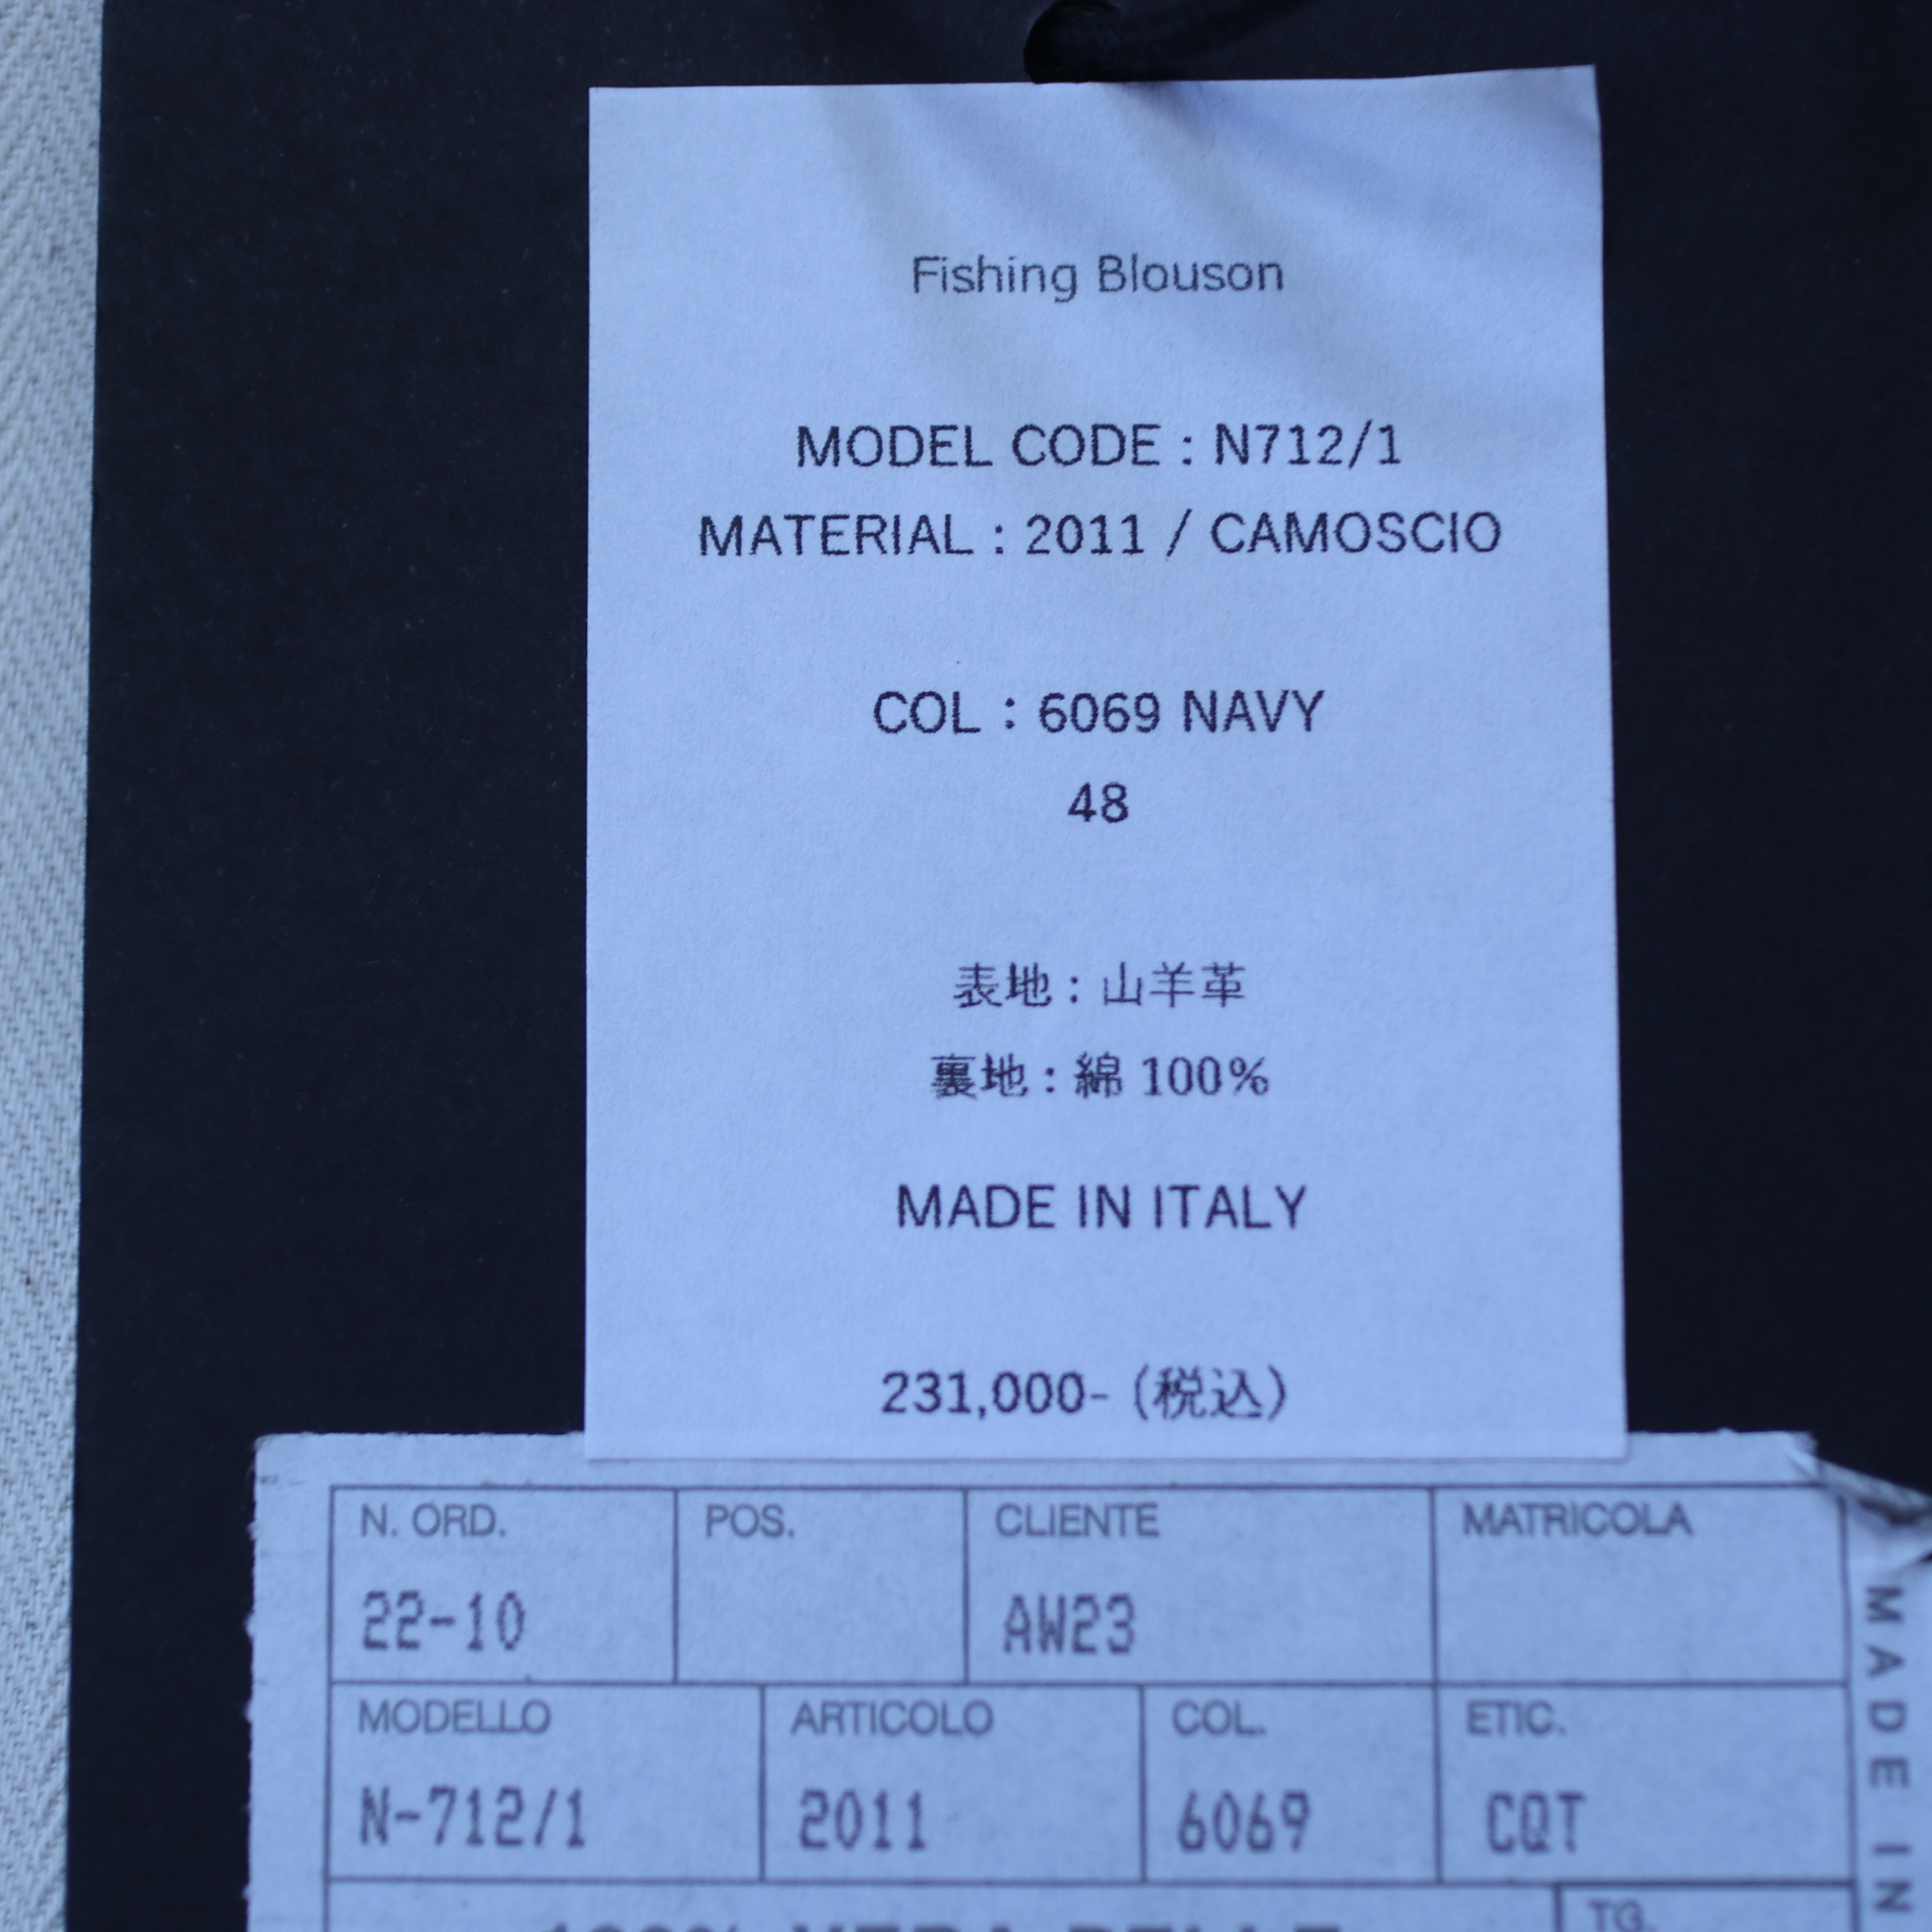 Fishing Blouson
MODEL CODE : N712/1
MATERIAL : 2011 / CAMOSCIO
COL : 6069 NAVY
48
表地 : 山羊革
裏地 : 綿 100%
MADE IN ITALY
231,000- (税込)
N. ORD. POS. CLIENTE MATRICOLA
22-10 AW23
MODELLO ARTICOLO COL. ETIC.
N-712/1 2011 6069 CQT
TG.
MADE IN